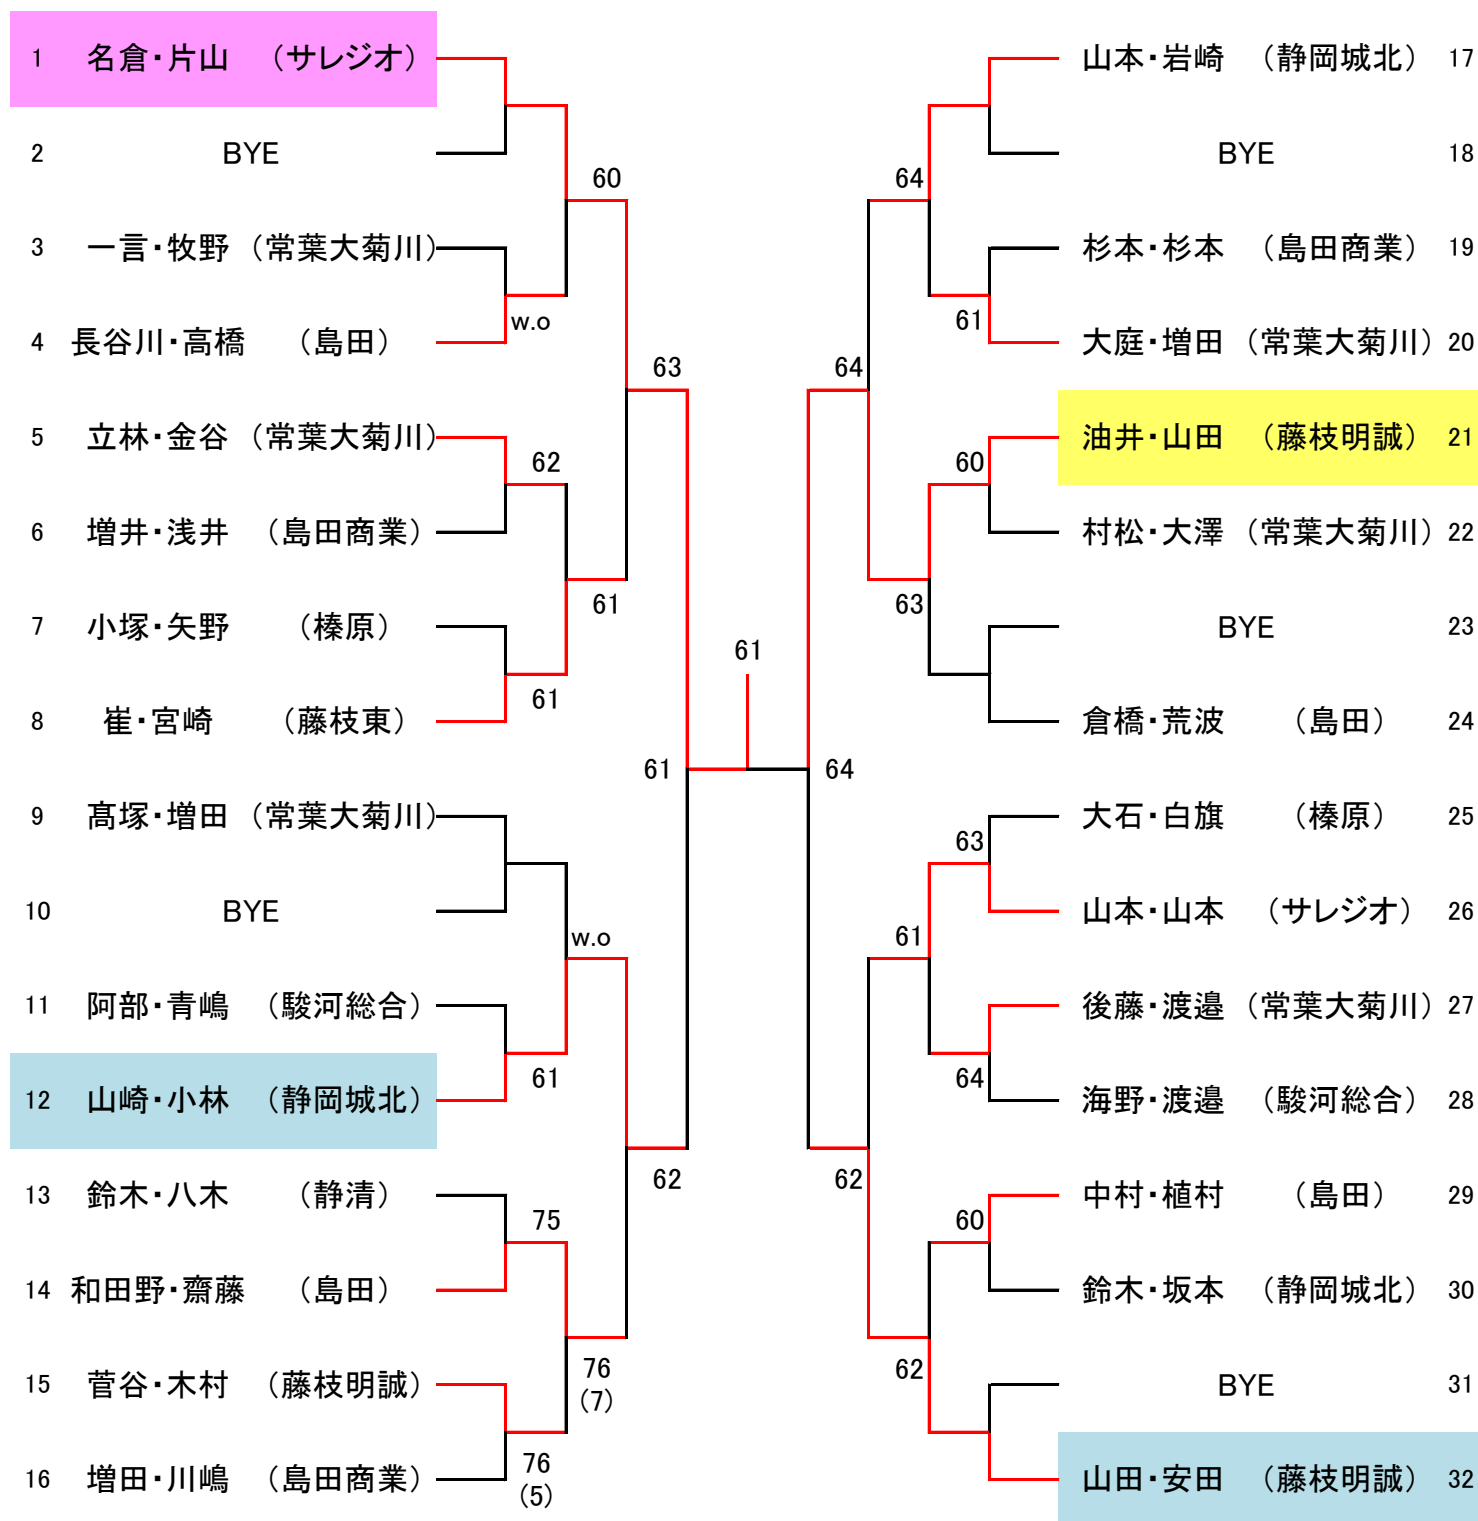 1 名倉・片山 （サレジオ）
2 BYE
60
3 一言・牧野 （常葉大菊川）
w.o
4 長谷川・高橋 （島田）
63
5 立林・金谷 （常葉大菊川）
62
6 増井・浅井 （島田商業）
61
7 小塚・矢野 （榛原）
61
8 崔・宮崎 （藤枝東）
61
9 髙塚・増田 （常葉大菊川）
10 BYE
w.o
11 阿部・青嶋 （駿河総合）
61
12 山崎・小林 （静岡城北）
62
13 鈴木・八木 （静清）
75
14 和田野・齋藤 （島田）
76
(7)
15 菅谷・木村 （藤枝明誠）
76
(5)
16 増田・川嶋 （島田商業）
61
山本・岩崎 （静岡城北） 17
BYE 18
64
杉本・杉本 （島田商業） 19
61
大庭・増田 （常葉大菊川） 20
64
油井・山田 （藤枝明誠） 21
60
村松・大澤 （常葉大菊川） 22
63
BYE 23
倉橋・荒波 （島田） 24
64
大石・白旗 （榛原） 25
63
山本・山本 （サレジオ） 26
61
後藤・渡邉 （常葉大菊川） 27
64
海野・渡邉 （駿河総合） 28
62
中村・植村 （島田） 29
60
鈴木・坂本 （静岡城北） 30
62
BYE 31
山田・安田 （藤枝明誠） 32